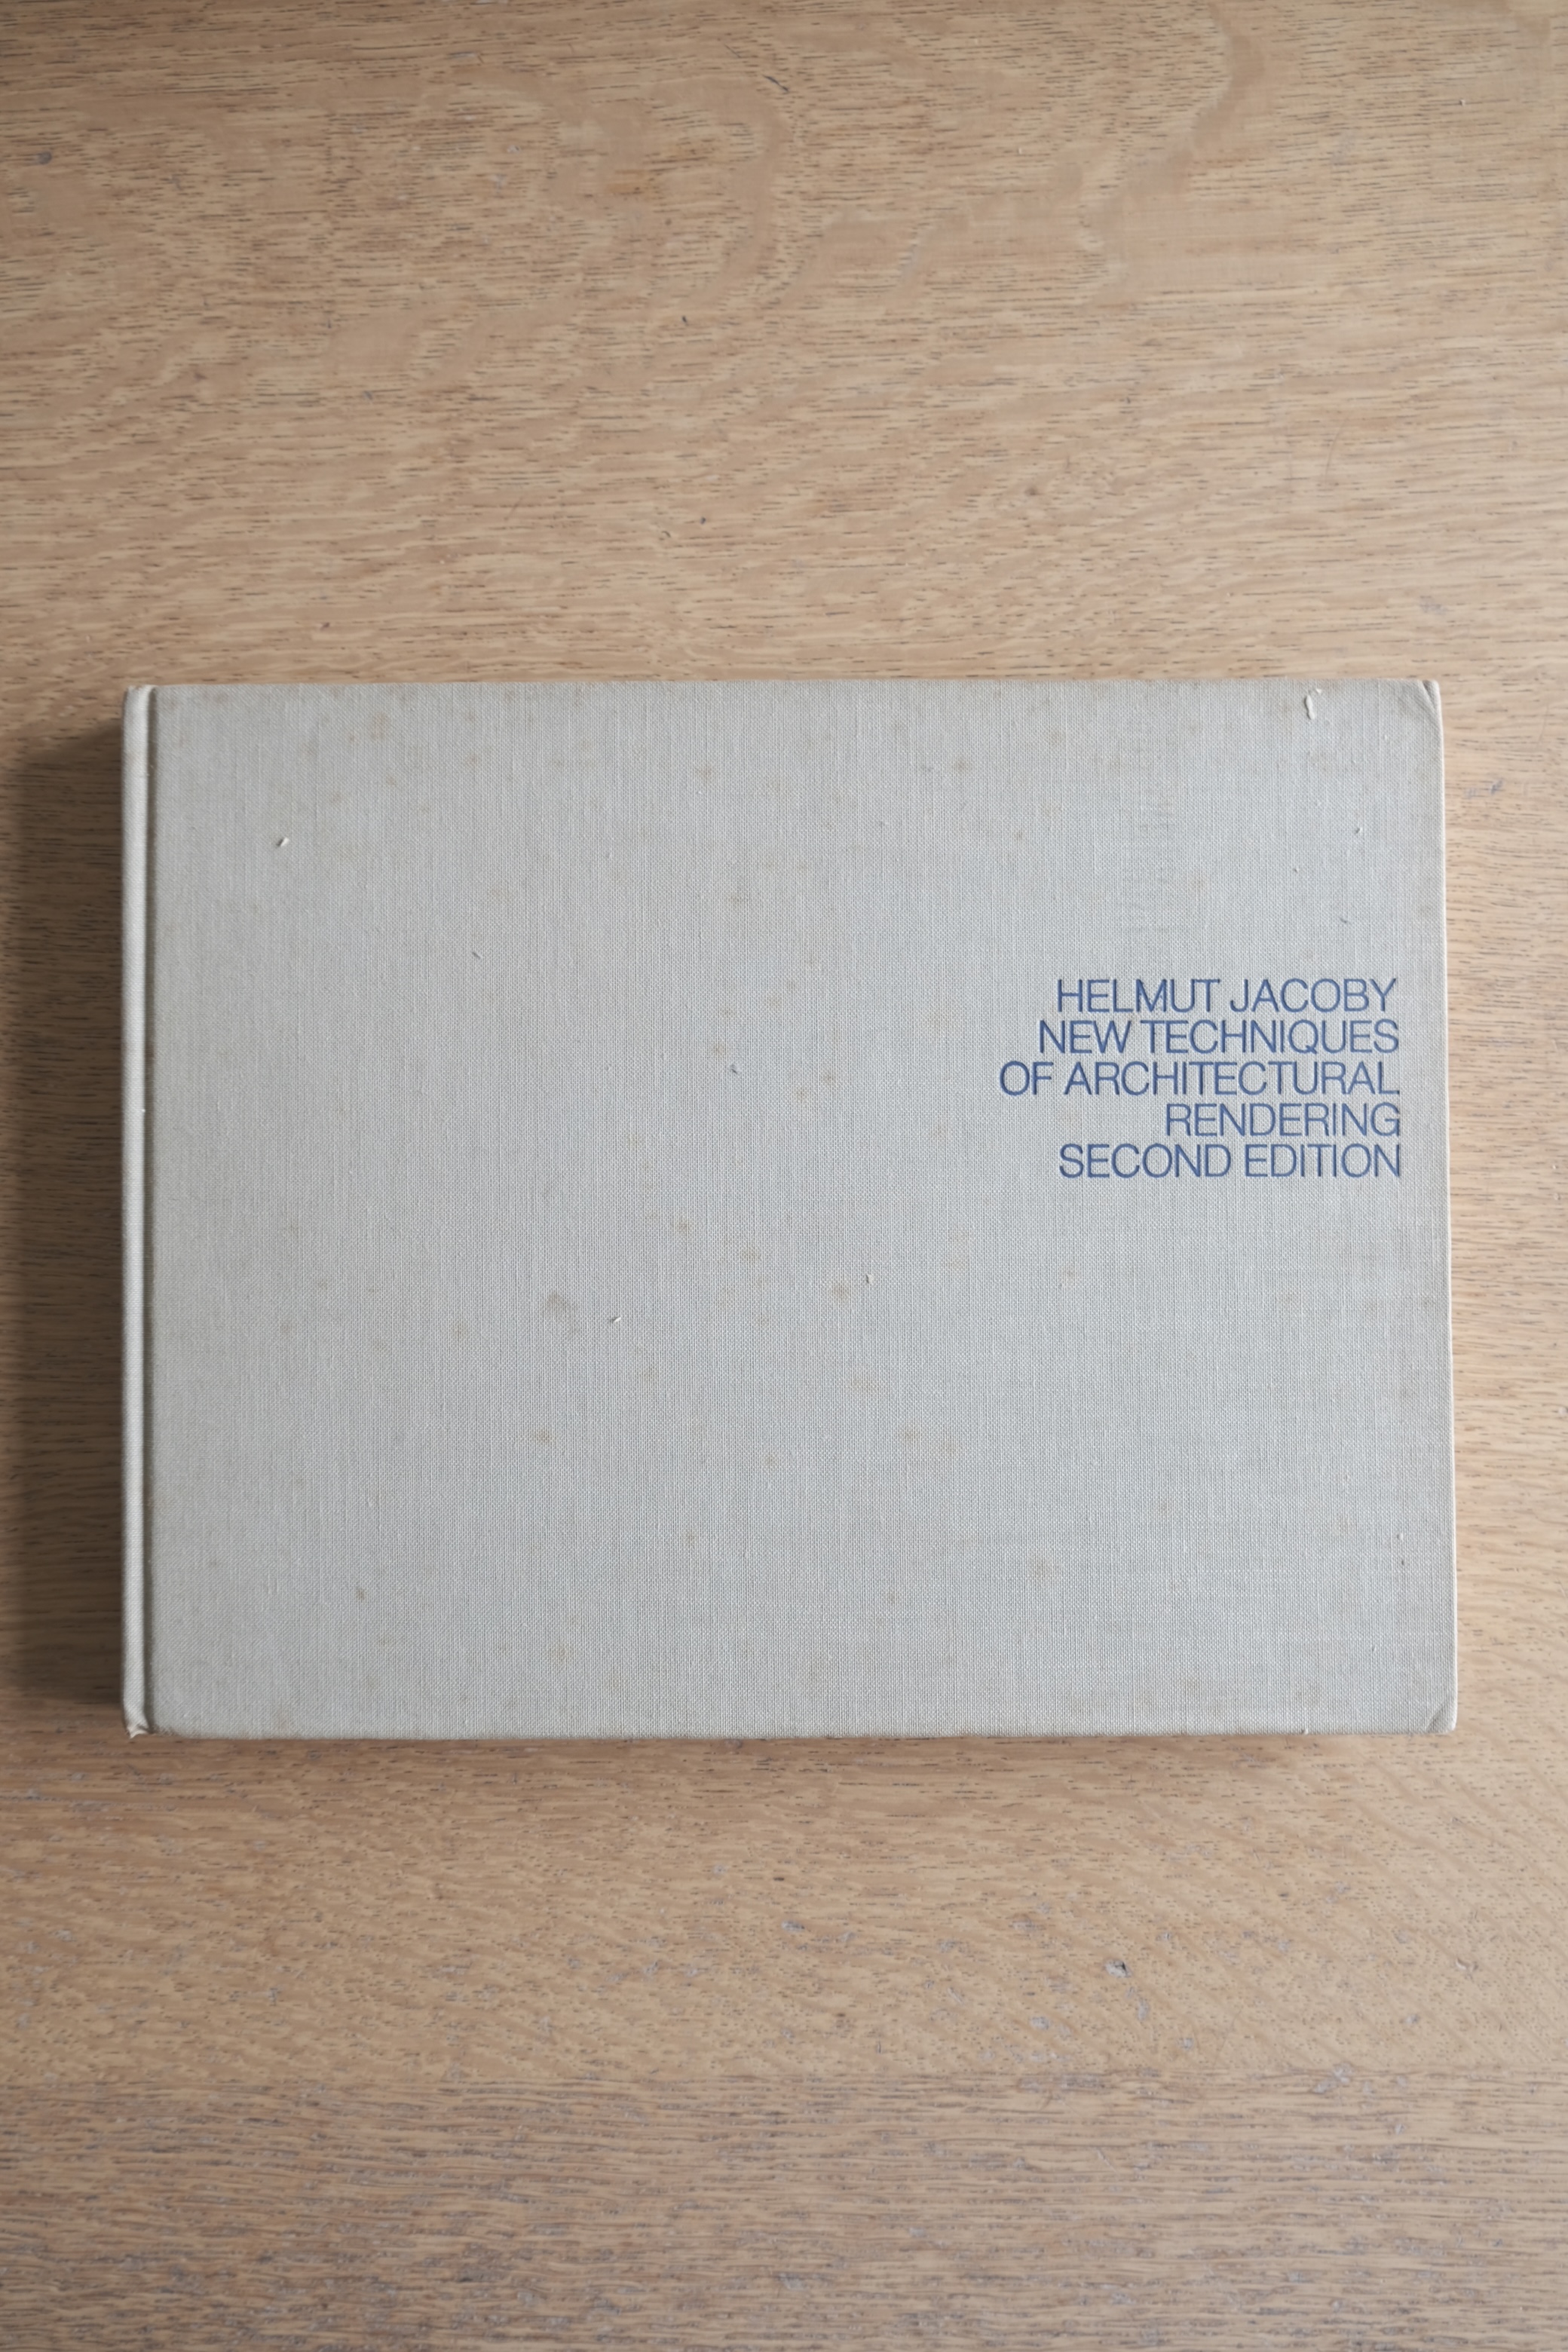 HELMUT JACOBY
NEW TECHNIQUES
OF ARCHITECTURAL
RENDERING
SECOND EDITION